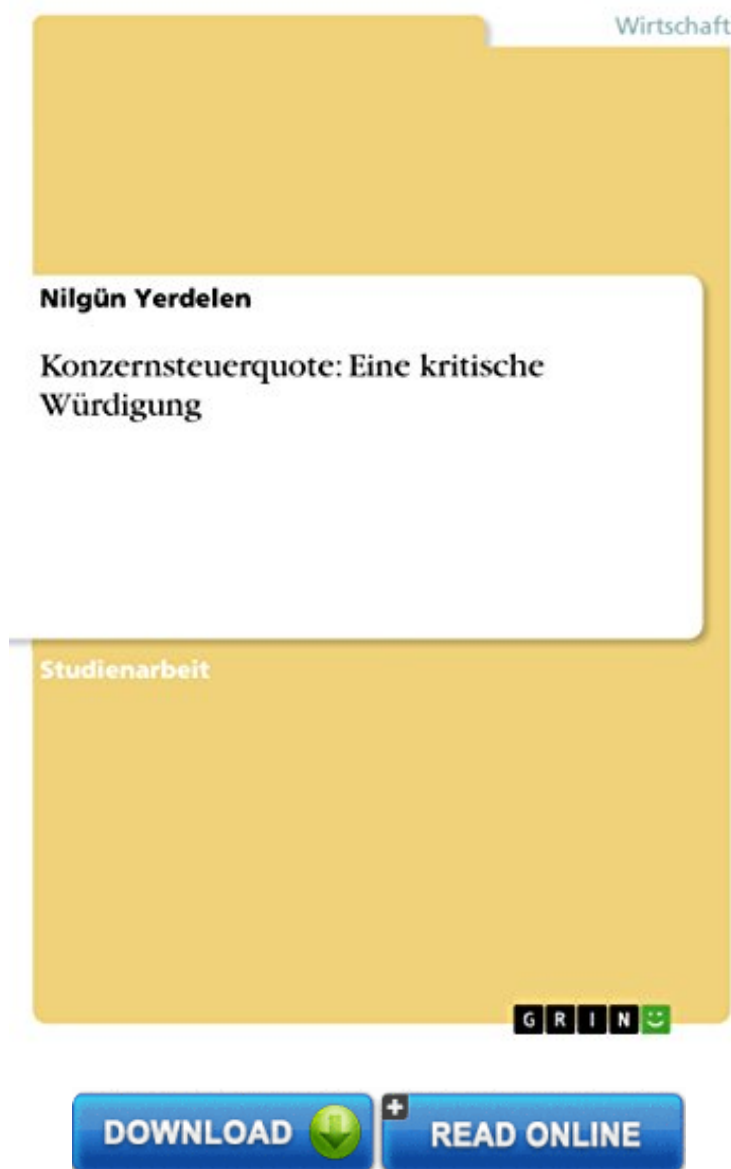 Wirtschaft
Nilgün Yerdelen
Konzernsteuerquote: Eine kritische
Würdigung
Studienarbeit
GRIN
DOWNLOAD
READ ONLINE